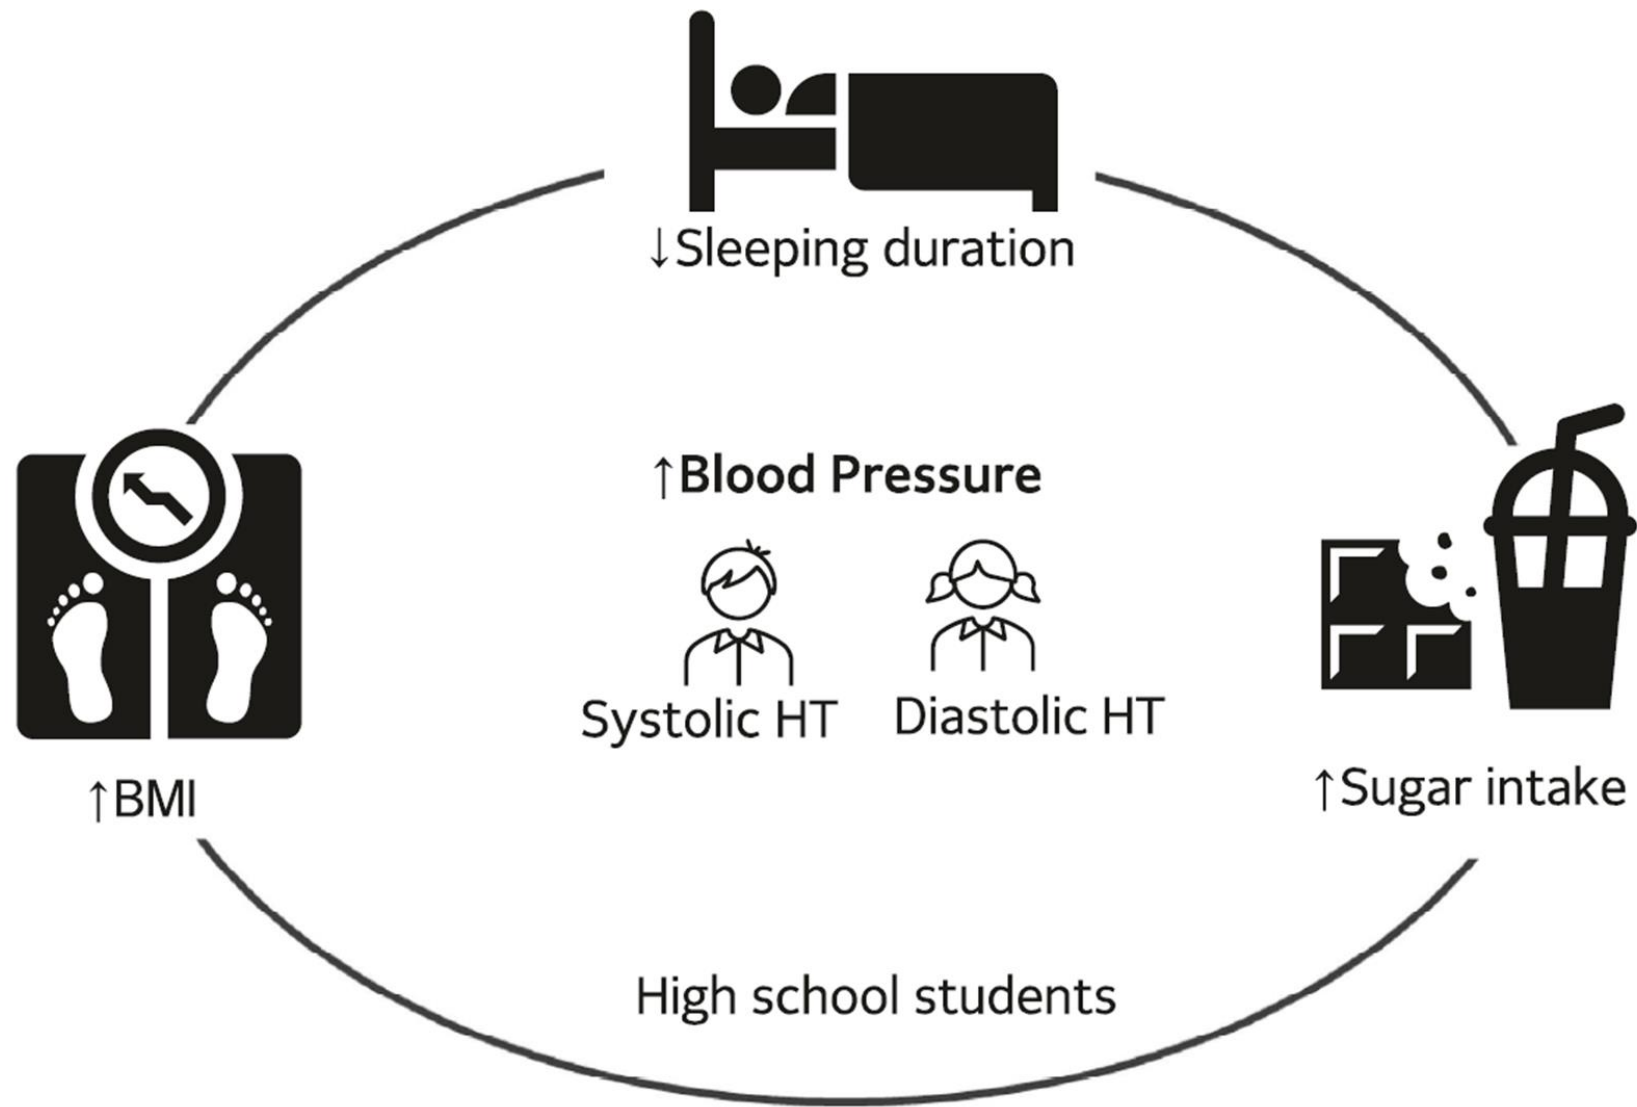 ↓Sleeping duration
↑Blood Pressure
Systolic HT
Diastolic HT
↑BMI
↑Sugar intake
High school students